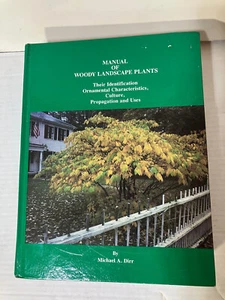 MANUAL
OF
WOODY LANDSCAPE PLANTS
Their Identification
Ornamental Characteristics,
Culture,
Propagation and Uses
By
Michael A. Dirr